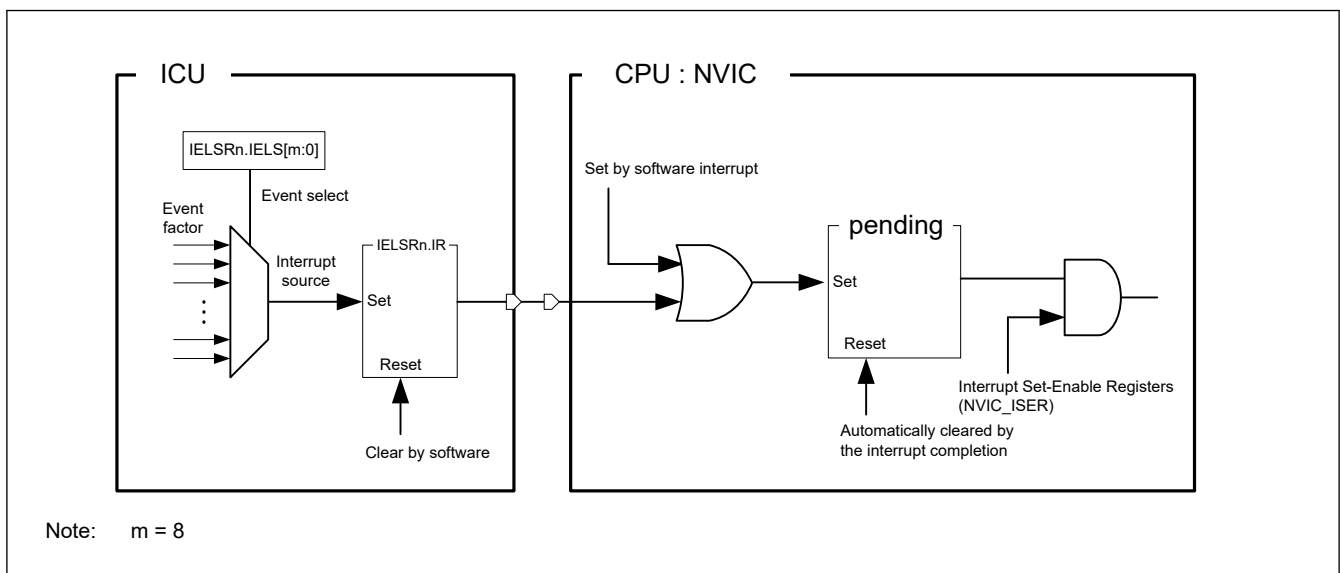 ICU
CPU : NVIC
IELSRn.IELS[m:0]
Event select
Event
factor
Interrupt
source
IELSRn.IR
Set
Reset
Clear by software
Set by software interrupt
pending
Set
Reset
Automatically cleared by
the interrupt completion
Interrupt Set-Enable Registers
(NVIC_ISER)
Note: m = 8